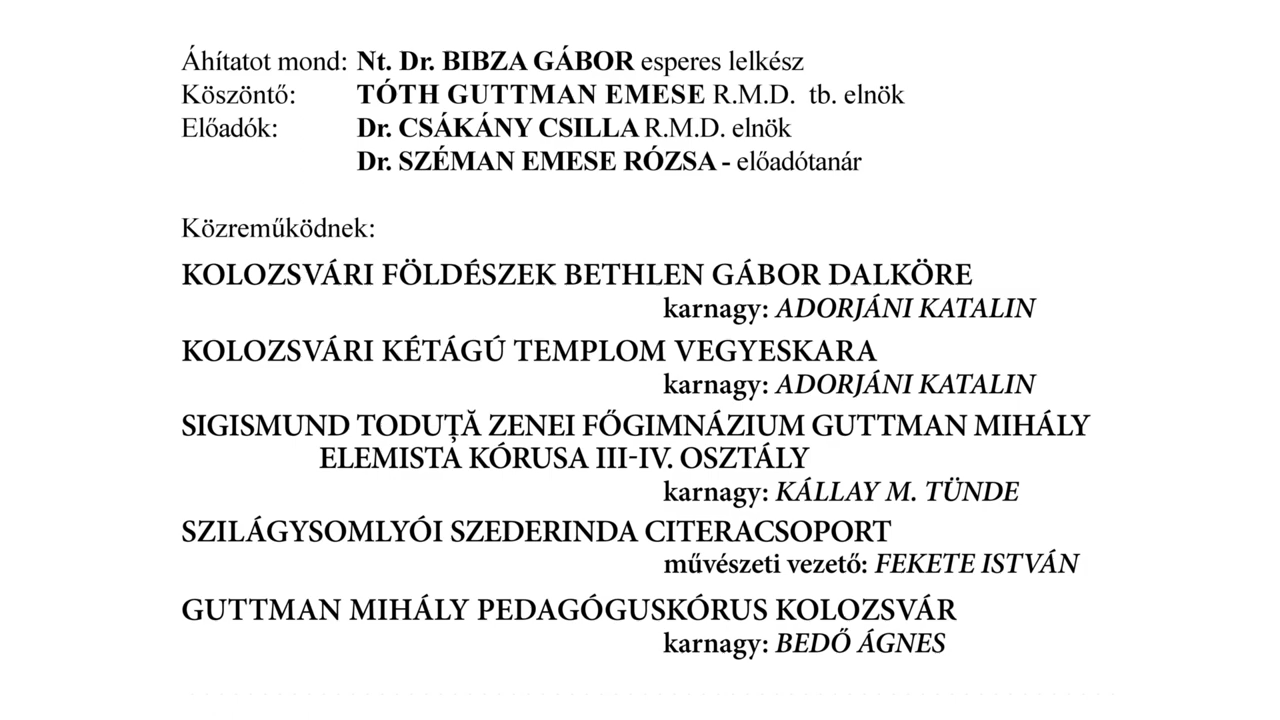 Áhítatot mond: Nt. Dr. BIBZA GÁBOR esperes lelkész
Köszöntő: TÓTH GUTTMAN EMESE R.M.D. tb. elnök
Előadók: Dr. CSÁKÁNY CSILLA R.M.D. elnök
Dr. SZÉMAN EMESE RÓZSA - előadótanár
Közreműködnek:
KOLOZSVÁRI FÖLDÉSZEK BETHLEN GÁBOR DALKÖRE
karnagy: ADORJÁNI KATALIN
KOLOZSVÁRI KÉTÁGÚ TEMPLOM VEGYESKARA
karnagy: ADORJÁNI KATALIN
SIGISMUND TODUȚĂ ZENEI FŐGIMNÁZIUM GUTTMAN MIHÁLY
ELEMISTA KÓRUSA III-IV. OSZTÁLY
karnagy: KÁLLAY M. TÜNDE
SZILÁGYSOMLYÓI SZEDERINDA CITERACSOPORT
művészeti vezető: FEKETE ISTVÁN
GUTTMAN MIHÁLY PEDAGÓGUSKÓRUS KOLOZSVÁR
karnagy: BEDŐ ÁGNES